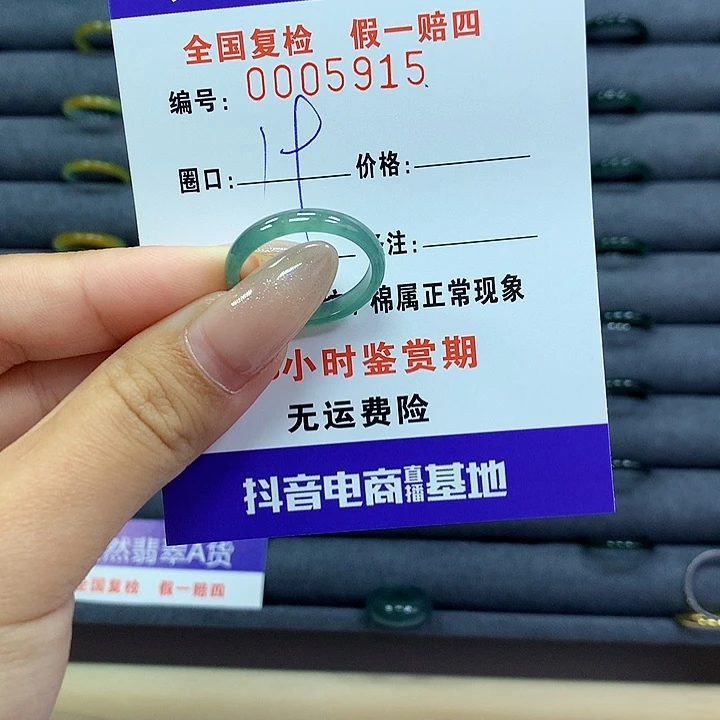 全国复检 假一赔四
编号: 0005915
圈口: 价格:
注:
棉属正常现象
小时鉴赏期
无运费险
抖音电商直播基地
然翡翠A货
全国复检 假一赔四